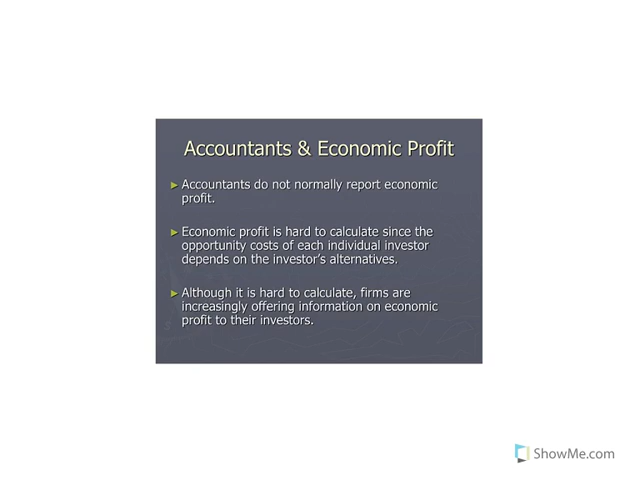 Accountants & Economic Profit
► Accountants do not normally report economic
profit.
► Economic profit is hard to calculate since the
opportunity costs of each individual investor
depends on the investor's alternatives.
► Although it is hard to calculate, firms are
increasingly offering information on economic
profit to their investors.
ShowMe.com